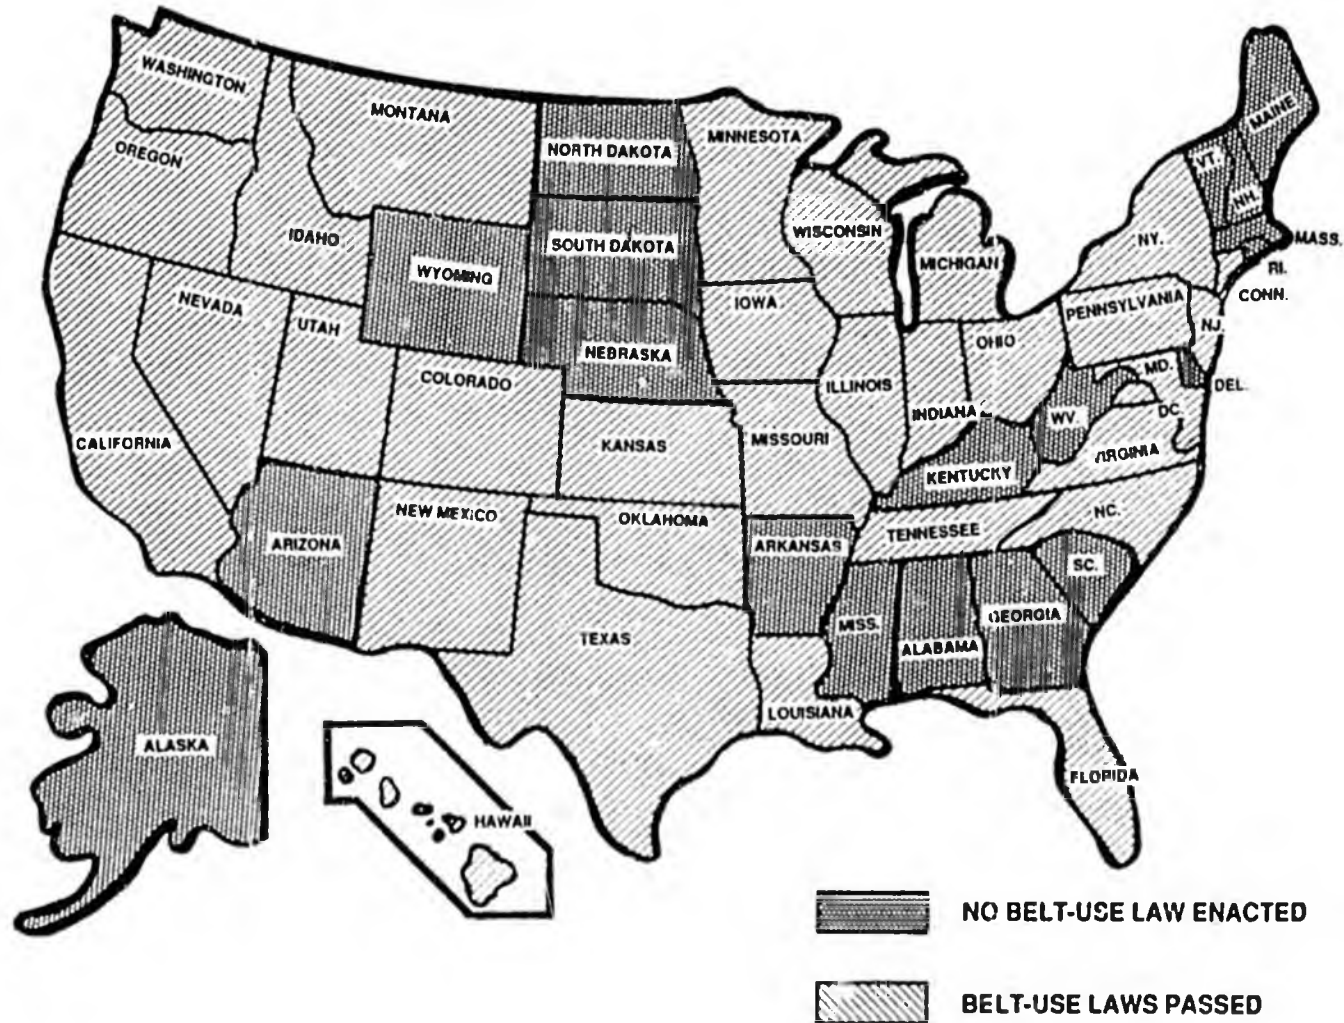 WASHINGTON
MONTANA
OREGON
IDAHO
NORTH DAKOTA
MINNESOTA
SOUTH DAKOTA
WYOMING
WISCONSIN
MICHIGAN
MAINE
VT.
NH.
MASS.
RI.
CONN.
NY.
NEVADA
UTAH
IOWA
NEBRASKA
PENNSYLVANIA
NJ.
OHIO
MD.
DEL.
COLORADO
ILLINOIS
INDIANA
WV.
DC.
CALIFORNIA
KANSAS
MISSOURI
VIRGINIA
KENTUCKY
NEW MEXICO
OKLAHOMA
NC.
ARIZONA
ARKANSAS
TENNESSEE
SC.
TEXAS
MISS.
ALABAMA
GEORGIA
LOUISIANA
ALASKA
FLORIDA
HAWAII
NO BELT-USE LAW ENACTED
BELT-USE LAWS PASSED